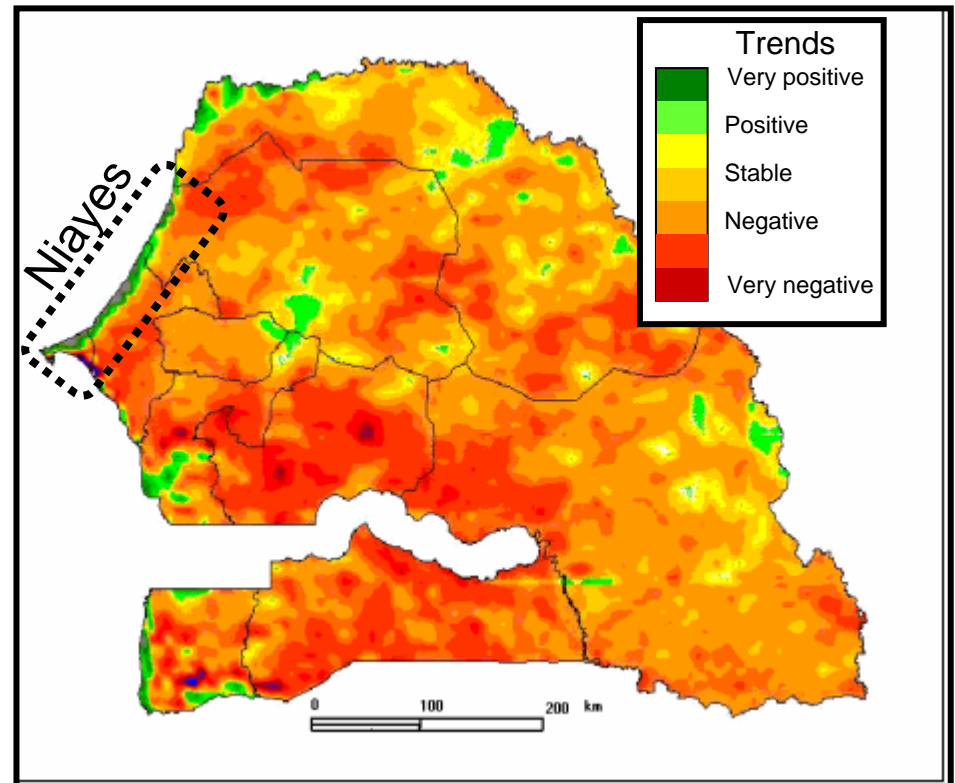 Trends
Very positive
Positive
Stable
Negative
Very negative
Niayes
0 100 200 km